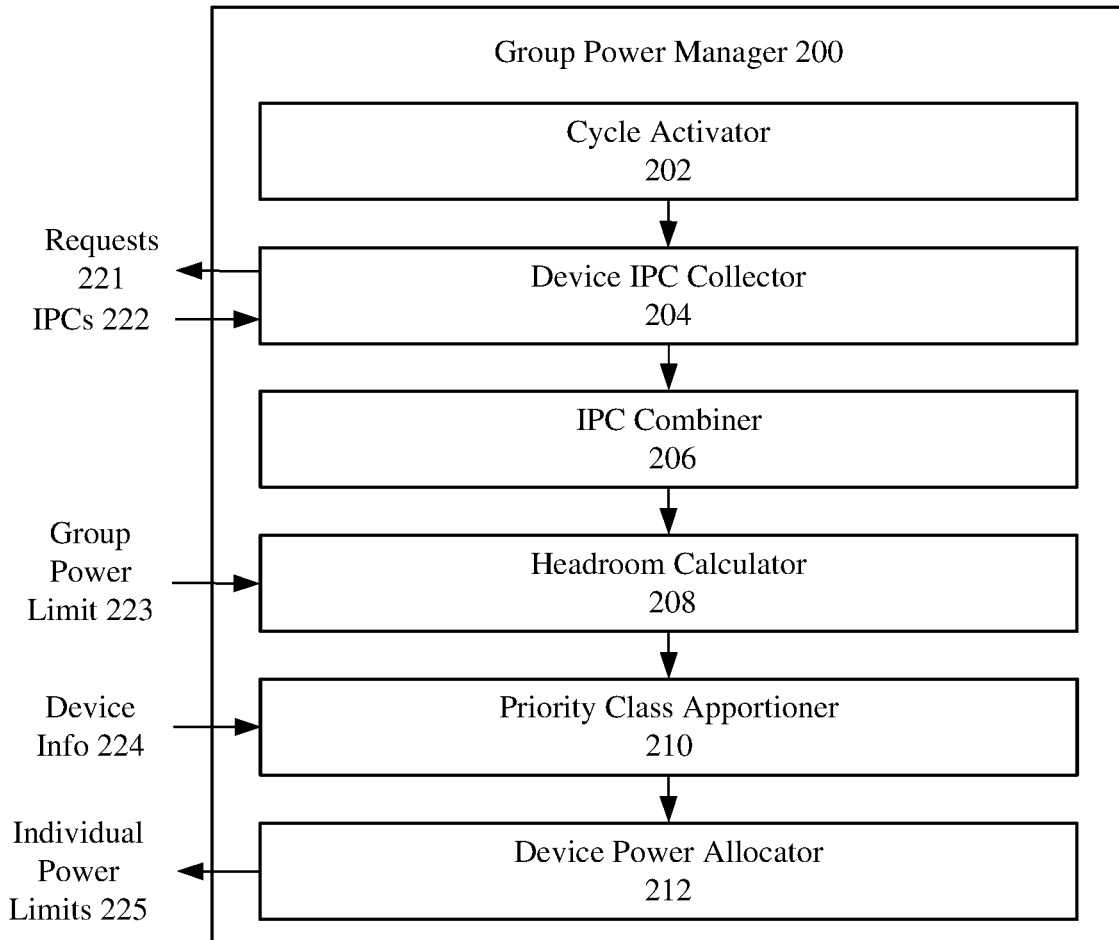 Group Power Manager 200
Cycle Activator
202
Requests
221
IPCs 222
Device IPC Collector
204
IPC Combiner
206
Group
Power
Limit 223
Headroom Calculator
208
Device
Info 224
Priority Class Apportioner
210
Individual
Power
Limits 225
Device Power Allocator
212